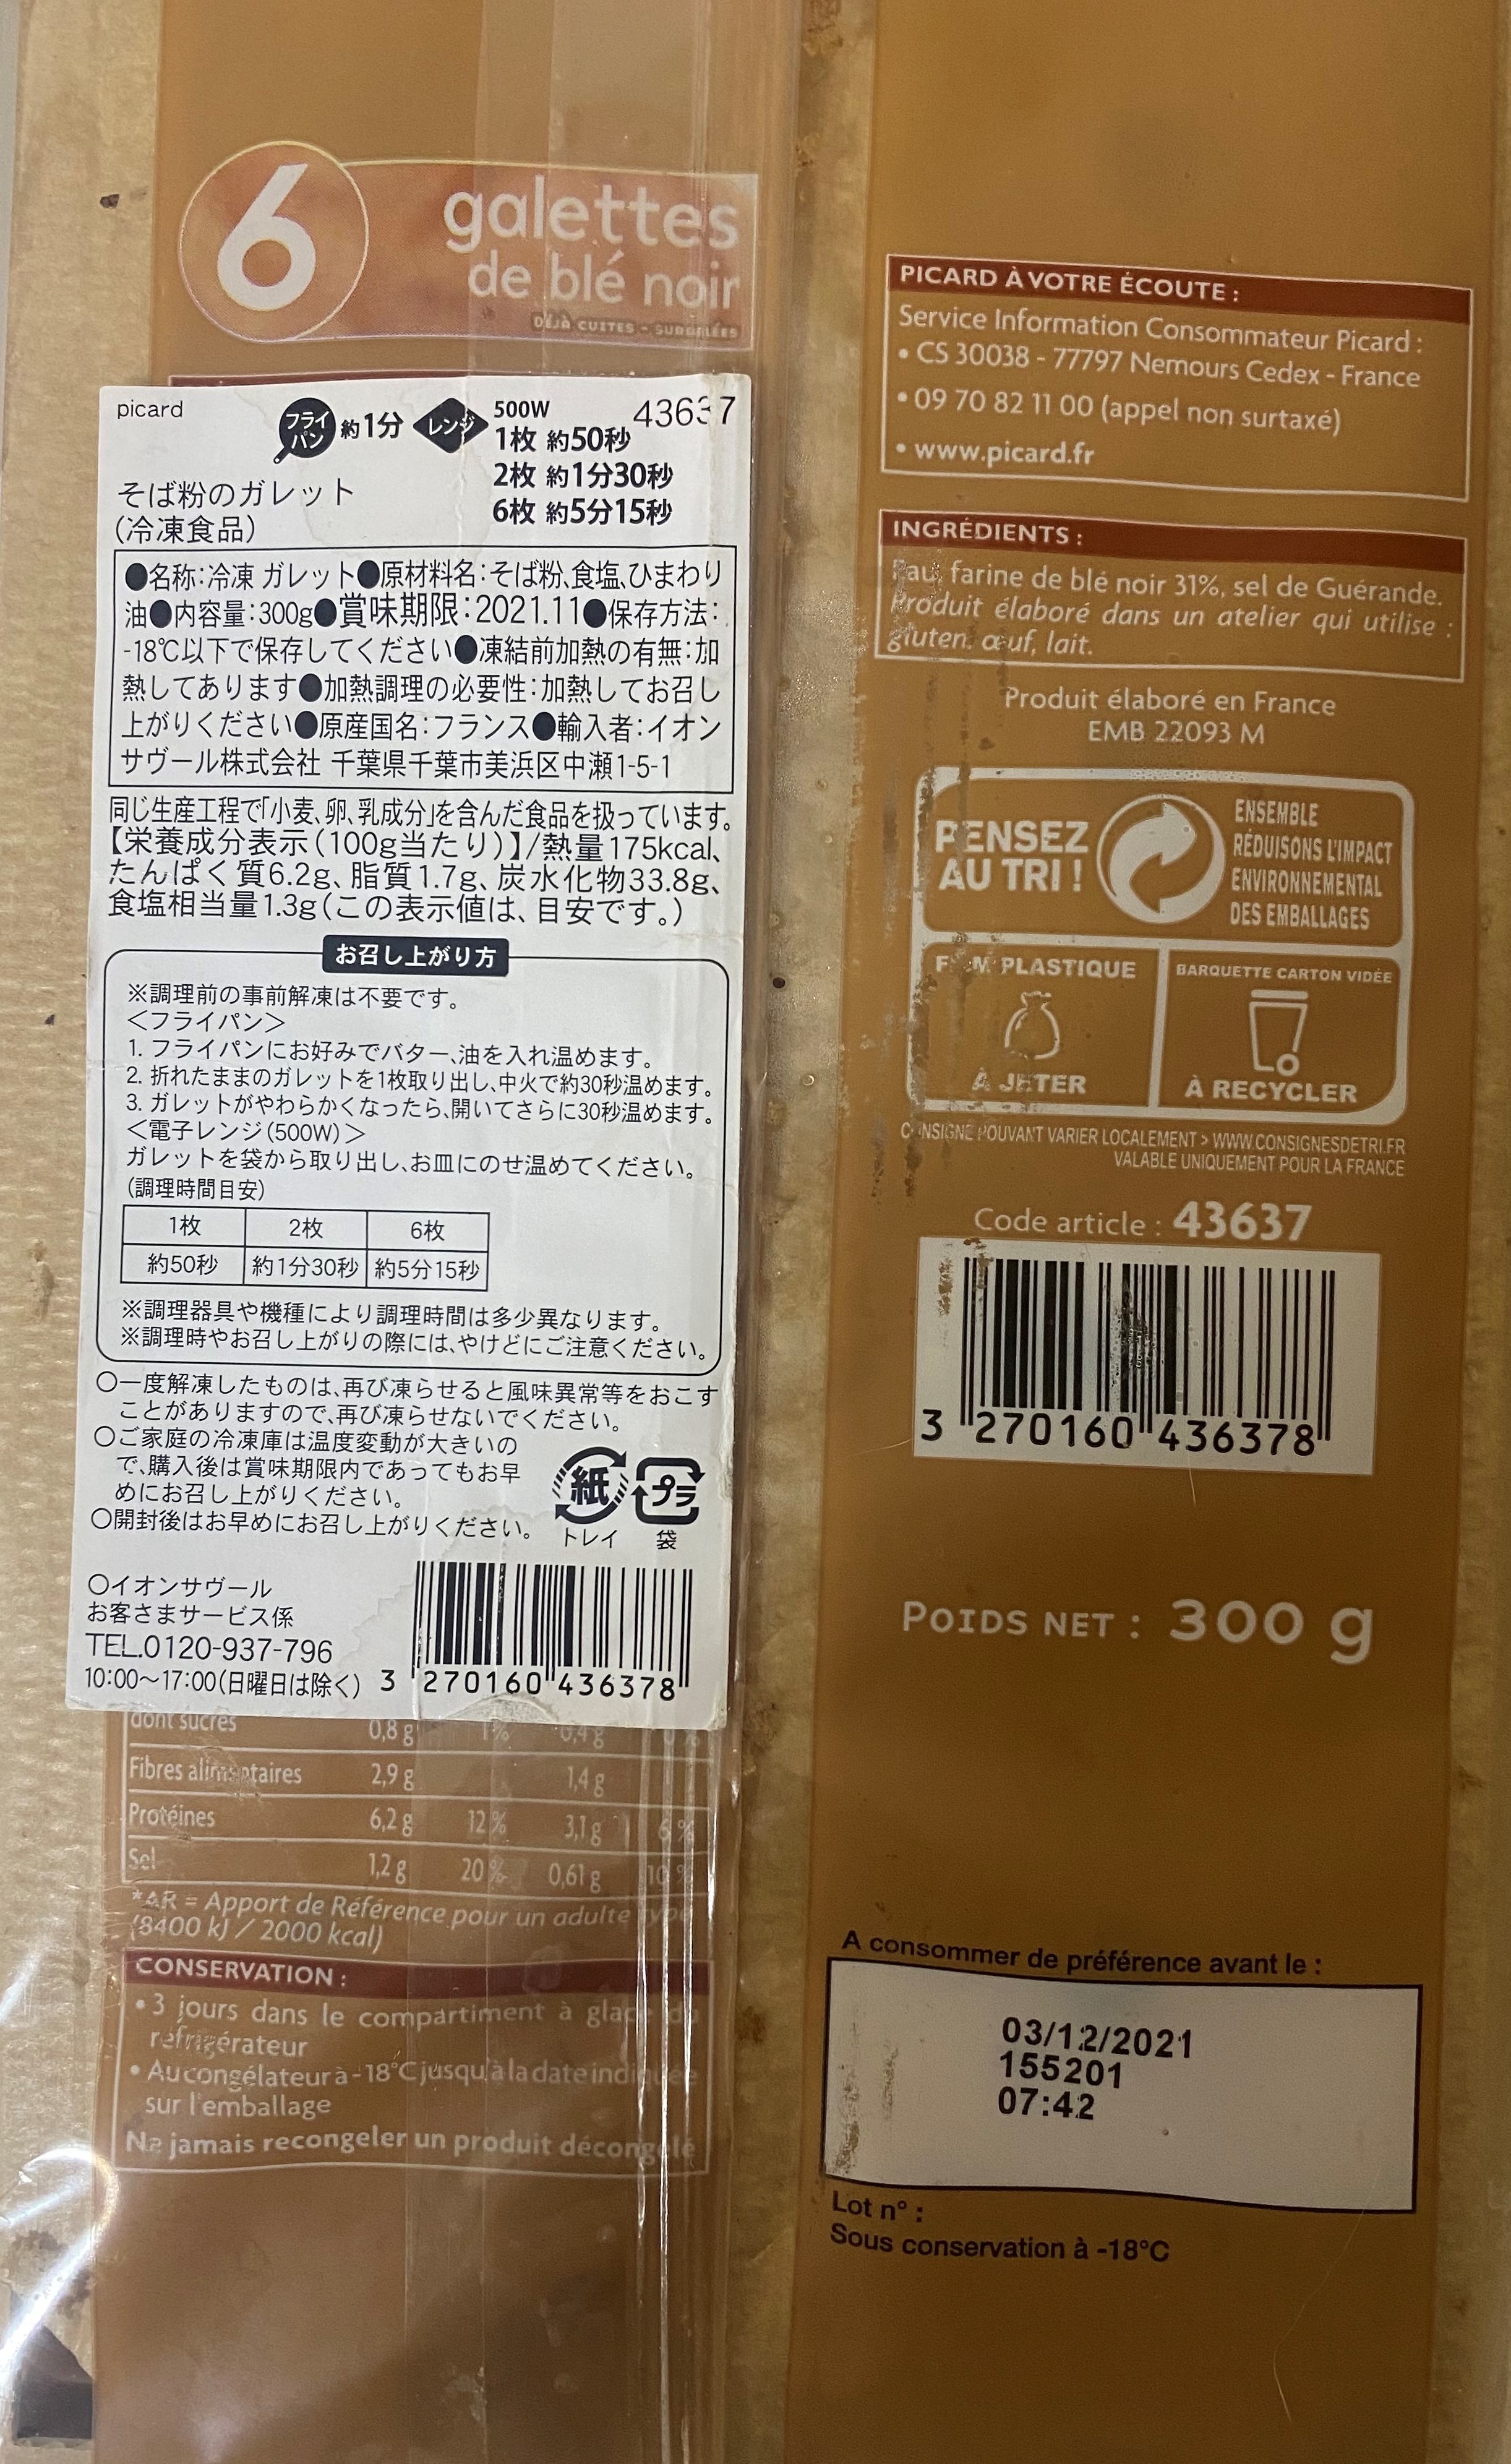 6
galettes
de blé noir
DÉJÀ CUITES - SURGELÉES
picard
フライパン 約1分
レンジ
500W
1枚 約50秒
2枚 約1分30秒
6枚 約5分15秒
43637
そば粉のガレット
(冷凍食品)
●名称:冷凍 ガレット●原材料名:そば粉、食塩、ひまわり
油●内容量:300g●賞味期限:2021.11●保存方法:
-18℃以下で保存してください●凍結前加熱の有無:加
熱してあります●加熱調理の必要性:加熱してお召し
上がりください●原産国名:フランス●輸入者:イオン
サヴール株式会社 千葉県千葉市美浜区中瀬1-5-1
同じ生産工程で「小麦、卵、乳成分」を含んだ食品を扱っています。
【栄養成分表示(100g当たり)】/熱量175kcal、
たんぱく質6.2g、脂質1.7g、炭水化物33.8g、
食塩相当量1.3g(この表示値は、目安です。)
お召し上がり方
※調理前の事前解凍は不要です。
<フライパン>
1. フライパンにお好みでバター、油を入れ温めます。
2. 折れたままのガレットを1枚取り出し、中火で約30秒温めます。
3. ガレットがやわらかくなったら、開いてさらに30秒温めます。
<電子レンジ(500W)>
ガレットを袋から取り出し、お皿にのせ温めてください。
(調理時間目安)
1枚 2枚 6枚
約50秒 約1分30秒 約5分15秒
※調理器具や機種により調理時間は多少異なります。
※調理時やお召し上がりの際には、やけどにご注意ください。
○一度解凍したものは、再び凍らせると風味異常等をおこす
ことがありますので、再び凍らせないでください。
○ご家庭の冷凍庫は温度変動が大きいの
で、購入後は賞味期限内であってもお早
めにお召し上がりください。
○開封後はお早めにお召し上がりください。
紙 プラ
トレイ 袋
○イオンサヴール
お客さまサービス係
TEL.0120-937-796
10:00～17:00(日曜日は除く)
3 270160 436378
dont sucres 0,8 g 1% 0,4 g
Fibres alimentaires 2,9 g 1,4 g
Protéines 6,2 g 12 % 3,1 g 6 %
Sel 1,2 g 20 % 0,61 g 10 %
*AR = Apport de Référence pour un adulte type
(8400 kJ / 2000 kcal)
CONSERVATION :
• 3 jours dans le compartiment à glace du
réfrigérateur
• Au congélateur à -18°C jusqu'à la date indiquée
sur l'emballage
Ne jamais recongeler un produit décongelé
PICARD À VOTRE ÉCOUTE :
Service Information Consommateur Picard :
• CS 30038 - 77797 Nemours Cedex - France
• 09 70 82 11 00 (appel non surtaxé)
• www.picard.fr
INGRÉDIENTS :
Eau, farine de blé noir 31%, sel de Guérande.
Produit élaboré dans un atelier qui utilise :
gluten, œuf, lait.
Produit élaboré en France
EMB 22093 M
PENSEZ
AU TRI !
ENSEMBLE
RÉDUISONS L'IMPACT
ENVIRONNEMENTAL
DES EMBALLAGES
FILM PLASTIQUE
À JETER
BARQUETTE CARTON VIDÉE
À RECYCLER
CONSIGNE POUVANT VARIER LOCALEMENT > WWW.CONSIGNESDETRI.FR
VALABLE UNIQUEMENT POUR LA FRANCE
Code article : 43637
3 270160 436378
POIDS NET : 300 g
A consommer de préférence avant le :
03/12/2021
155201
07:42
Lot n° :
Sous conservation à -18°C